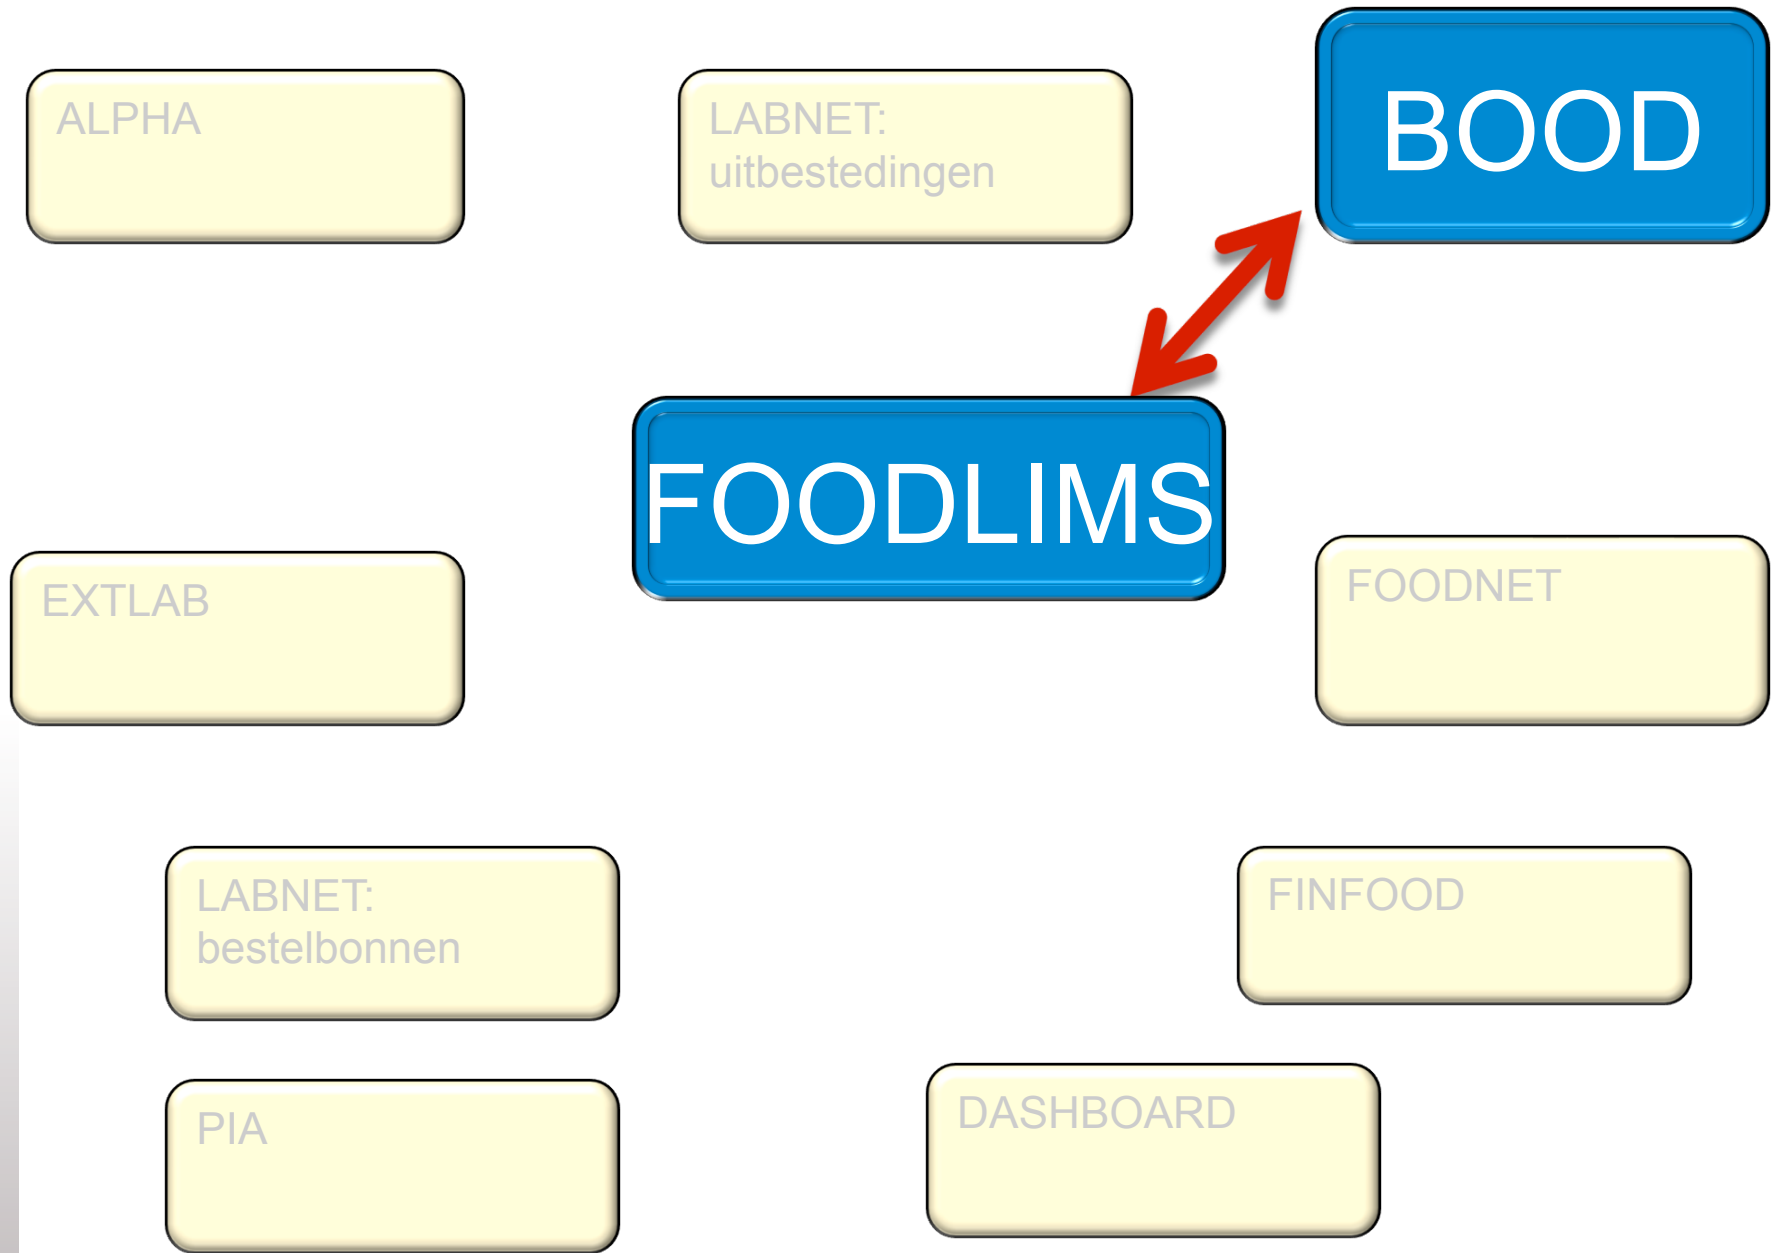 ALPHA
LABNET:
uitbestedingen
BOOD
FOODLIMS
EXTLAB
FOODNET
LABNET:
bestelbonnen
FINFOOD
PIA
DASHBOARD